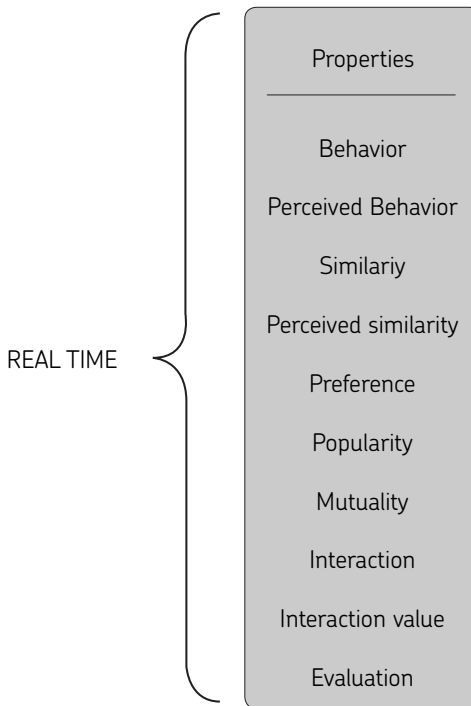 Properties
Behavior
Perceived Behavior
Similariy
Perceived similarity
REAL TIME
Preference
Popularity
Mutuality
Interaction
Interaction value
Evaluation